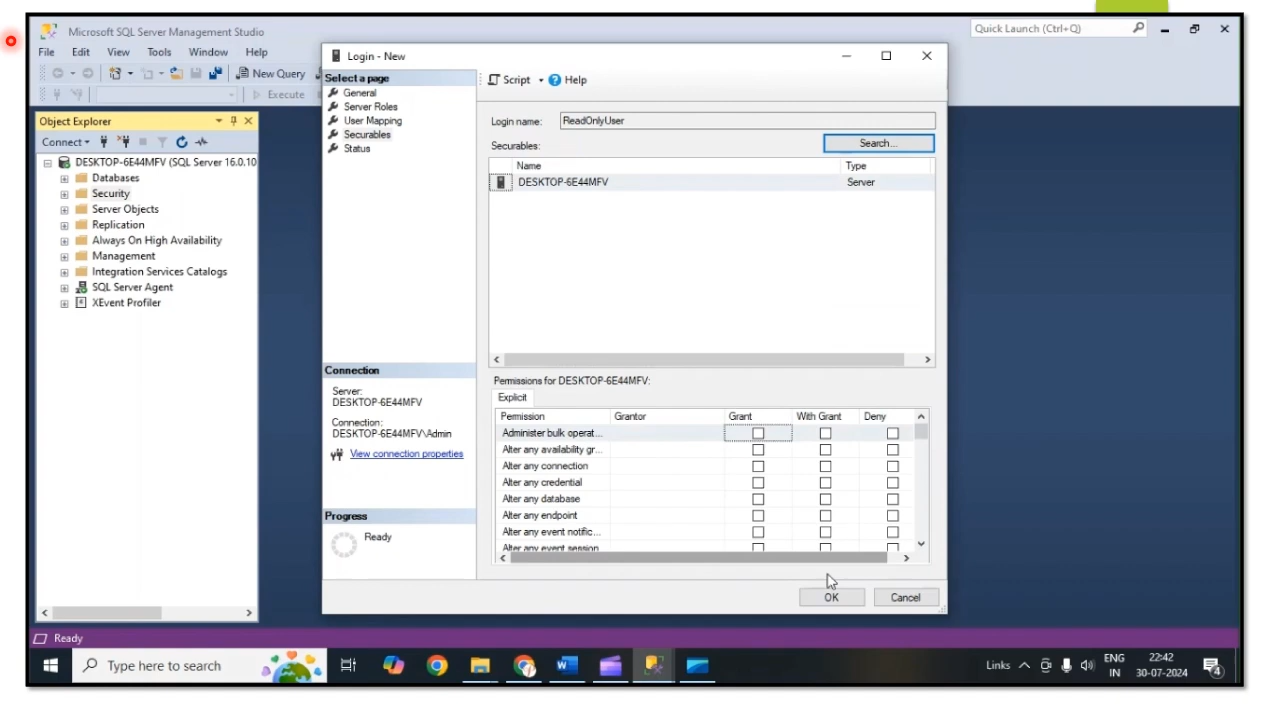 Microsoft SQL Server Management Studio
Quick Launch (Ctrl+Q)
File Edit View Tools Window Help
New Query
Execute
Object Explorer
Connect
DESKTOP-6E44MFV (SQL Server 16.0.10
Databases
Security
Server Objects
Replication
Always On High Availability
Management
Integration Services Catalogs
SQL Server Agent
XEvent Profiler
Login - New
Select a page
General
Server Roles
User Mapping
Securables
Status
Connection
Server:
DESKTOP-6E44MFV
Connection:
DESKTOP-6E44MFV\Admin
View connection properties
Progress
Ready
Script Help
Login name: ReadOnlyUser
Securables: Search...
Name Type
DESKTOP-6E44MFV Server
Permissions for DESKTOP-6E44MFV:
Explicit
Permission Grantor Grant With Grant Deny
Administer bulk operat...
Alter any availability gr...
Alter any connection
Alter any credential
Alter any database
Alter any endpoint
Alter any event notific...
Alter any event session
OK Cancel
Ready
Type here to search
Links ENG 22:42
IN 30-07-2024 4